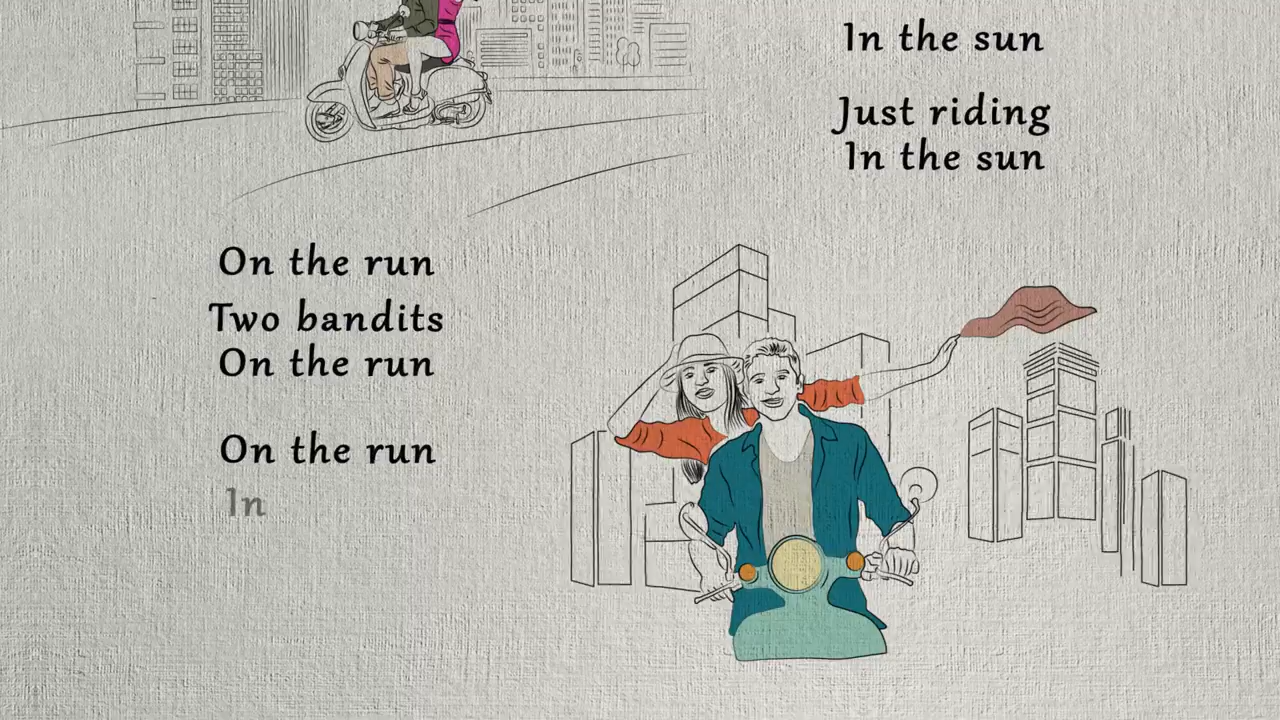 In the sun
Just riding
In the sun
On the run
Two bandits
On the run
On the run
In